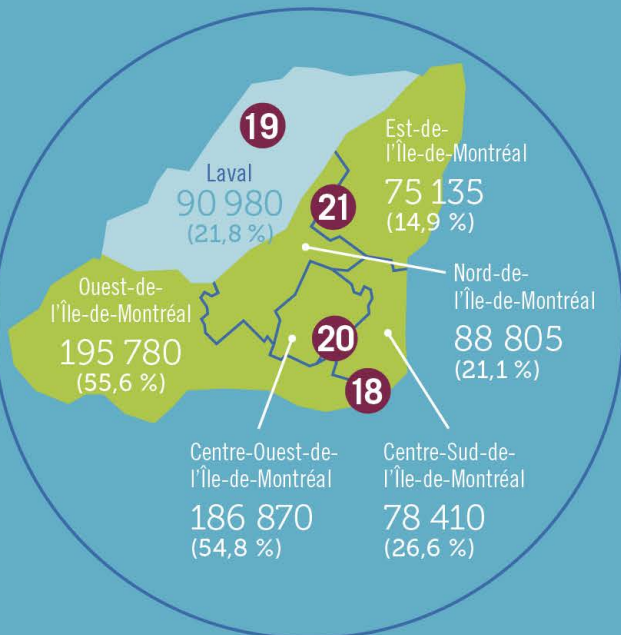 19
Laval
90 980
(21,8 %)
Est-de-
l'Île-de-Montréal
75 135
(14,9 %)
21
Nord-de-
l'Île-de-Montréal
88 805
(21,1 %)
Ouest-de-
l'Île-de-Montréal
195 780
(55,6 %)
20
18
Centre-Ouest-de-
l'Île-de-Montréal
186 870
(54,8 %)
Centre-Sud-de-
l'Île-de-Montréal
78 410
(26,6 %)